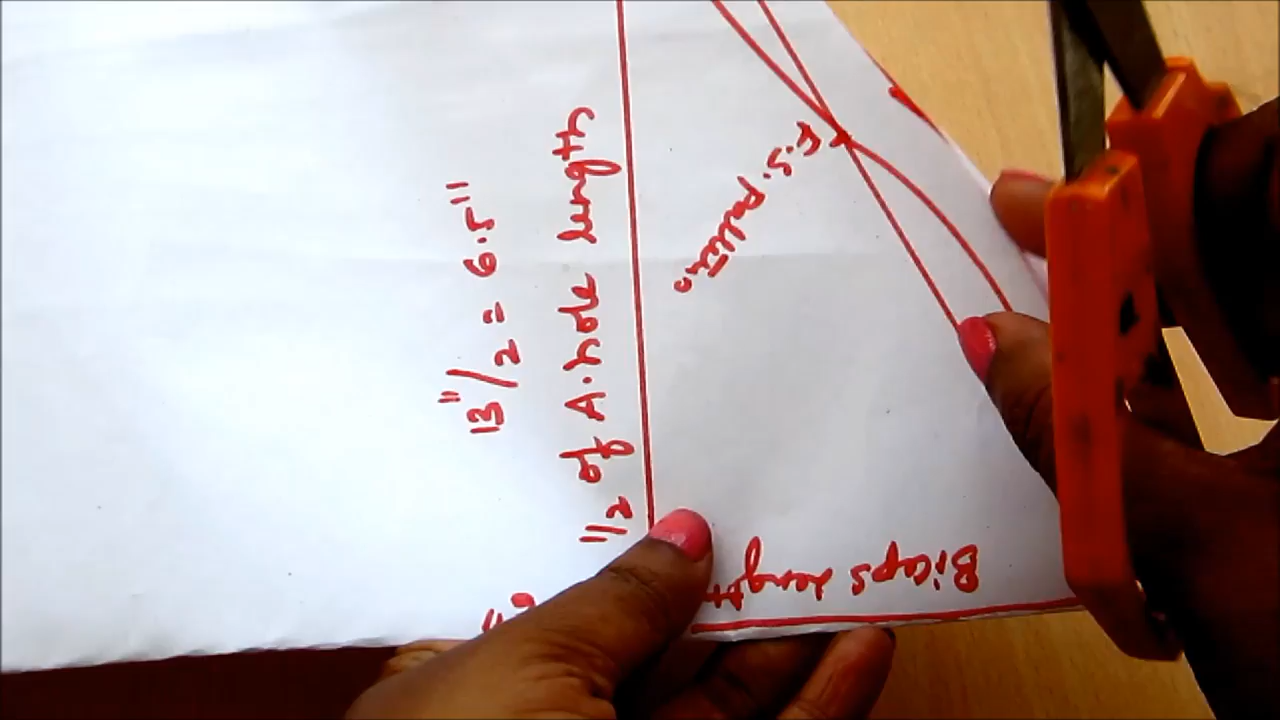 13"/2 = 6.5"
1/2 of A.hole length
F.S. Pattern
Biceps length